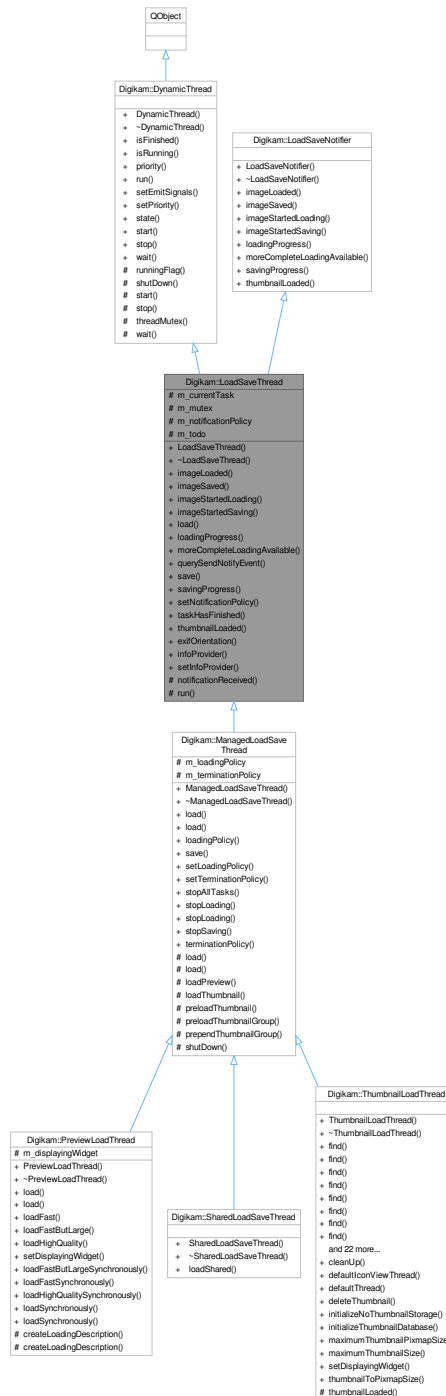 QObject
Digikam::DynamicThread
+ DynamicThread()
+ ~DynamicThread()
+ isFinished()
+ isRunning()
+ priority()
+ run()
+ setEmitSignals()
+ setPriority()
+ state()
+ start()
+ stop()
+ wait()
# runningFlag()
# shutDown()
# start()
# stop()
# threadMutex()
# wait()
Digikam::LoadSaveNotifier
+ LoadSaveNotifier()
+ ~LoadSaveNotifier()
+ imageLoaded()
+ imageSaved()
+ imageStartedLoading()
+ imageStartedSaving()
+ loadingProgress()
+ moreCompleteLoadingAvailable()
+ savingProgress()
+ thumbnailLoaded()
Digikam::LoadSaveThread
# m_currentTask
# m_mutex
# m_notificationPolicy
# m_todo
+ LoadSaveThread()
+ ~LoadSaveThread()
+ imageLoaded()
+ imageSaved()
+ imageStartedLoading()
+ imageStartedSaving()
+ load()
+ loadingProgress()
+ moreCompleteLoadingAvailable()
+ querySendNotifyEvent()
+ save()
+ savingProgress()
+ setNotificationPolicy()
+ taskHasFinished()
+ thumbnailLoaded()
+ exifOrientation()
+ infoProvider()
+ setInfoProvider()
# notificationReceived()
# run()
Digikam::ManagedLoadSave
Thread
# m_loadingPolicy
# m_terminationPolicy
+ ManagedLoadSaveThread()
+ ~ManagedLoadSaveThread()
+ load()
+ load()
+ loadingPolicy()
+ save()
+ setLoadingPolicy()
+ setTerminationPolicy()
+ stopAllTasks()
+ stopLoading()
+ stopLoading()
+ stopSaving()
+ terminationPolicy()
# load()
# load()
# loadPreview()
# loadThumbnail()
# preloadThumbnail()
# preloadThumbnailGroup()
# prependThumbnailGroup()
# shutDown()
Digikam::PreviewLoadThread
# m_displayingWidget
+ PreviewLoadThread()
+ ~PreviewLoadThread()
+ load()
+ load()
+ loadFast()
+ loadFastButLarge()
+ loadHighQuality()
+ setDisplayingWidget()
+ loadFastButLargeSynchronously()
+ loadFastSynchronously()
+ loadHighQualitySynchronously()
+ loadSynchronously()
+ loadSynchronously()
# createLoadingDescription()
# createLoadingDescription()
Digikam::SharedLoadSaveThread
+ SharedLoadSaveThread()
+ ~SharedLoadSaveThread()
+ loadShared()
Digikam::ThumbnailLoadThread
+ ThumbnailLoadThread()
+ ~ThumbnailLoadThread()
+ find()
+ find()
+ find()
+ find()
+ find()
+ find()
+ find()
+ find()
and 22 more...
+ cleanUp()
+ defaultIconViewThread()
+ defaultThread()
+ deleteThumbnail()
+ initializeNoThumbnailStorage()
+ initializeThumbnailDatabase()
+ maximumThumbnailPixmapSize
+ maximumThumbnailSize()
+ setDisplayingWidget()
+ thumbnailToPixmapSize()
# thumbnailLoaded()